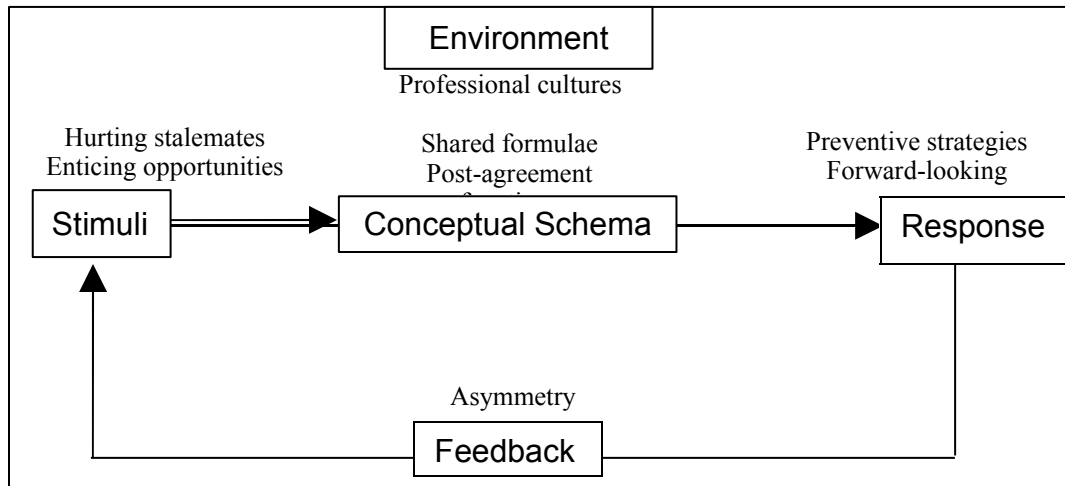 Environment
Professional cultures
Hurting stalemates
Enticing opportunities
Shared formulae
Post-agreement
Preventive strategies
Forward-looking
Stimuli
Conceptual Schema
Response
Asymmetry
Feedback